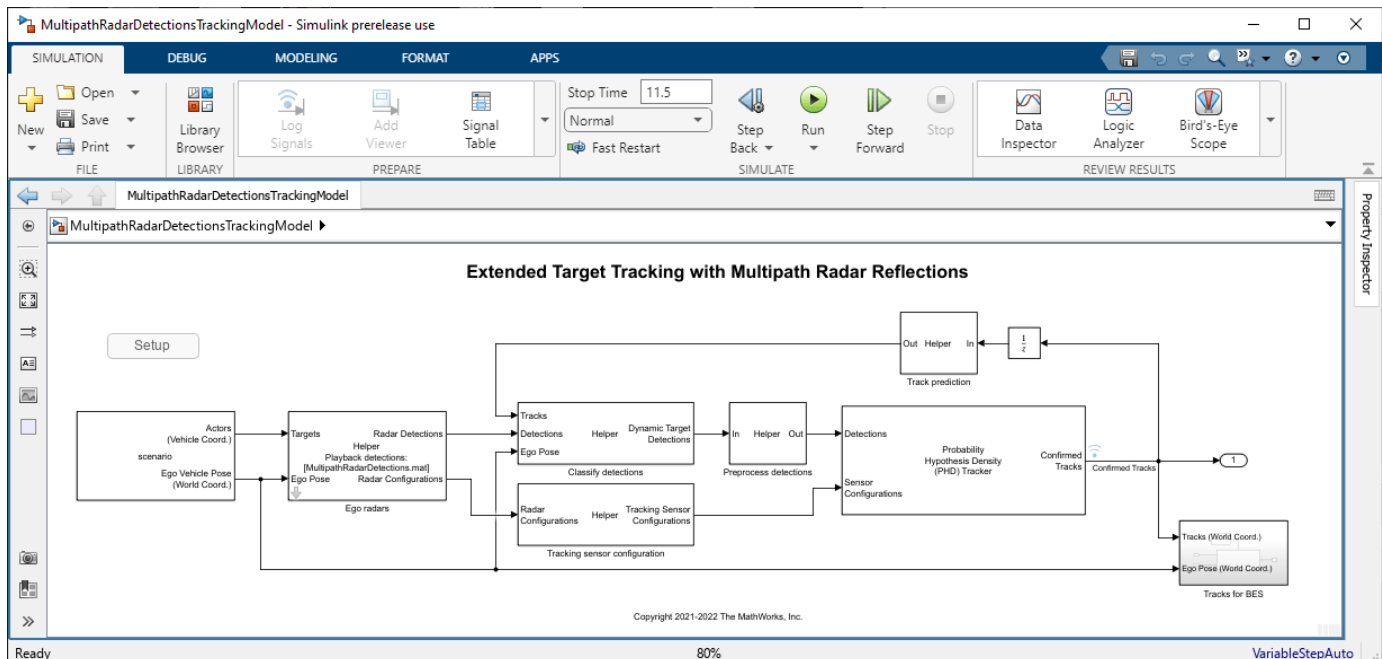 MultipathRadarDetectionsTrackingModel - Simulink prerelease use
SIMULATION DEBUG MODELING FORMAT APPS
New
Open
Save
Print
FILE
Library
Browser
LIBRARY
Log
Signals
Add
Viewer
Signal
Table
PREPARE
Stop Time 11.5
Normal
Fast Restart
Step
Back
Run
Step
Forward
Stop
SIMULATE
Data
Inspector
Logic
Analyzer
Bird's-Eye
Scope
REVIEW RESULTS
MultipathRadarDetectionsTrackingModel
MultipathRadarDetectionsTrackingModel
Property Inspector
Extended Target Tracking with Multipath Radar Reflections
Setup
Out Helper In
1
z
Track prediction
Actors
(Vehicle Coord.)
scenario
Ego Vehicle Pose
(World Coord.)
Targets
Radar Detections
Helper
Playback detections:
[MultipathRadarDetections.mat]
Ego Pose
Radar Configurations
Ego radars
Tracks
Detections
Ego Pose
Helper
Dynamic Target
Detections
Classify detections
In Helper Out
Preprocess detections
Radar
Configurations
Helper
Tracking Sensor
Configurations
Tracking sensor configuration
Detections
Sensor
Configurations
Probability
Hypothesis Density
(PHD) Tracker
Confirmed
Tracks
Confirmed Tracks
1
Tracks (World Coord.)
Ego Pose (World Coord.)
Tracks for BES
Copyright 2021-2022 The MathWorks, Inc.
Ready 80% VariableStepAuto